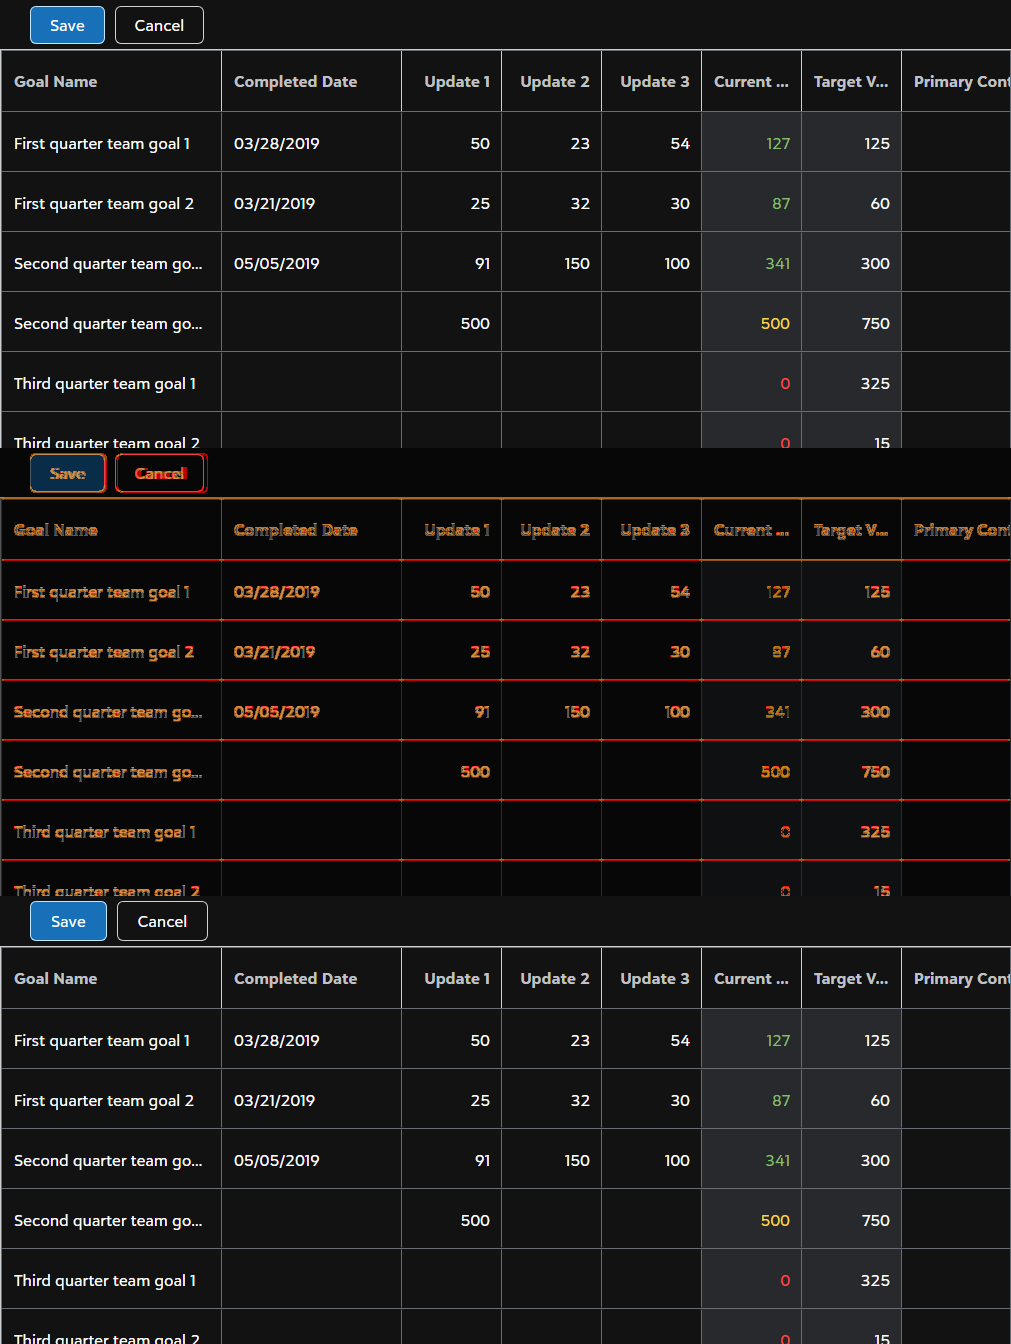 Save Cancel
Goal Name Completed Date Update 1 Update 2 Update 3 Current ... Target V... Primary Cont
First quarter team goal 1 03/28/2019 50 23 54 127 125
First quarter team goal 2 03/21/2019 25 32 30 87 60
Second quarter team go... 05/05/2019 91 150 100 341 300
Second quarter team go... 500 500 750
Third quarter team goal 1 0 325
Third quarter team goal 2 0 15
Save Cancel
Goal Name Completed Date Update 1 Update 2 Update 3 Current ... Target V... Primary Cont
First quarter team goal 1 03/28/2019 50 23 54 127 125
First quarter team goal 2 03/21/2019 25 32 30 87 60
Second quarter team go... 05/05/2019 91 150 100 341 300
Second quarter team go... 500 500 750
Third quarter team goal 1 0 325
Third quarter team goal 2 0 15
Save Cancel
Goal Name Completed Date Update 1 Update 2 Update 3 Current ... Target V... Primary Cont
First quarter team goal 1 03/28/2019 50 23 54 127 125
First quarter team goal 2 03/21/2019 25 32 30 87 60
Second quarter team go... 05/05/2019 91 150 100 341 300
Second quarter team go... 500 500 750
Third quarter team goal 1 0 325
Third quarter team goal 2 0 15